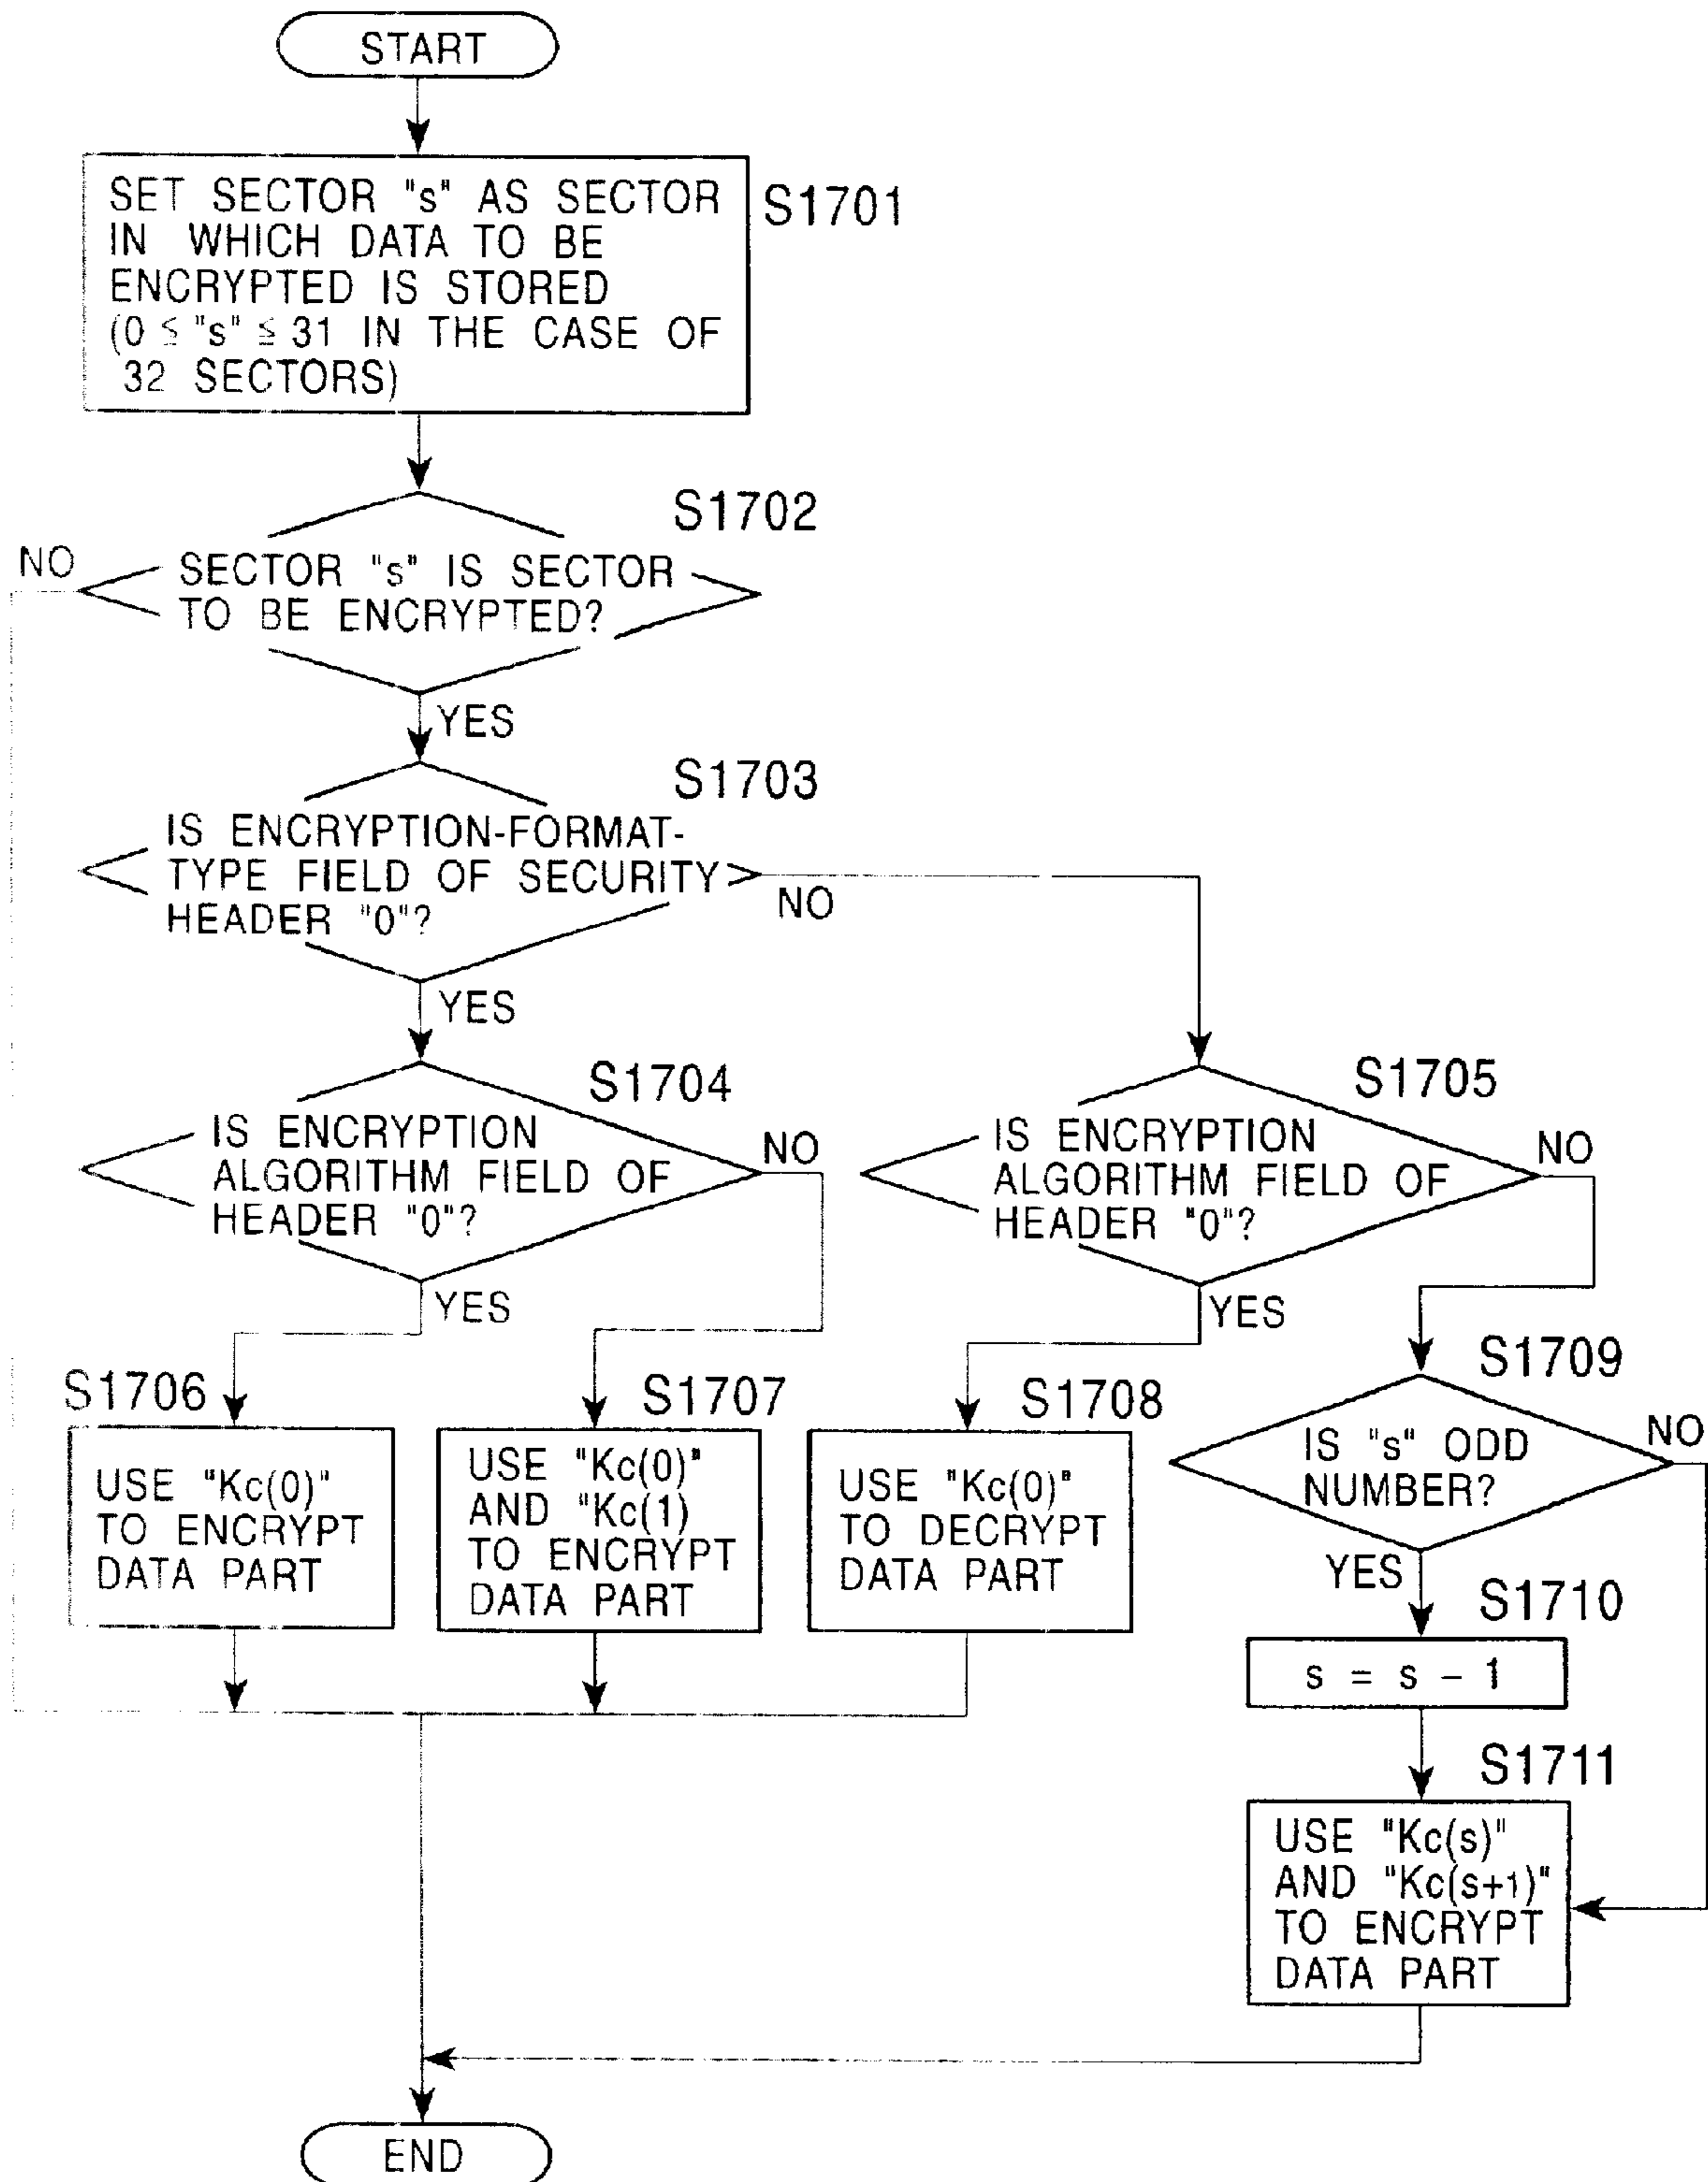 START
SET SECTOR "s" AS SECTOR
IN WHICH DATA TO BE
ENCRYPTED IS STORED
(0 ≦ "s" ≦ 31 IN THE CASE OF
32 SECTORS)
S1701
S1702
NO
SECTOR "s" IS SECTOR
TO BE ENCRYPTED?
YES
S1703
IS ENCRYPTION-FORMAT-
TYPE FIELD OF SECURITY
HEADER "0"?
NO
YES
S1704
IS ENCRYPTION
ALGORITHM FIELD OF
HEADER "0"?
NO
YES
S1705
IS ENCRYPTION
ALGORITHM FIELD OF
HEADER "0"?
NO
YES
S1706
USE "Kc(0)"
TO ENCRYPT
DATA PART
S1707
USE "Kc(0)"
AND "Kc(1)
TO ENCRYPT
DATA PART
S1708
USE "Kc(0)"
TO DECRYPT
DATA PART
S1709
IS "s" ODD
NUMBER?
NO
YES
S1710
s = s - 1
S1711
USE "Kc(s)"
AND "Kc(s+1)"
TO ENCRYPT
DATA PART
END